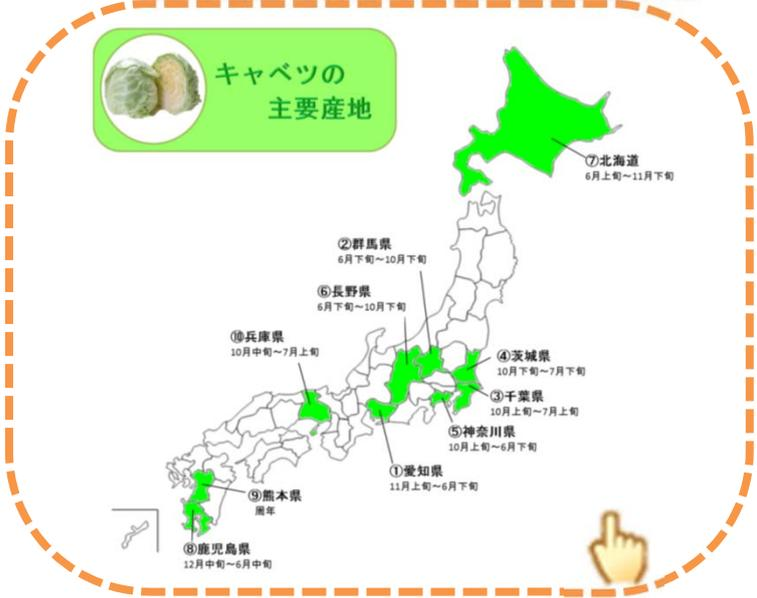 キャベツの
主要産地
⑦北海道
6月上旬～11月下旬
②群馬県
6月下旬～10月下旬
⑥長野県
6月下旬～10月下旬
⑩兵庫県
10月中旬～7月上旬
④茨城県
10月下旬～7月下旬
③千葉県
10月上旬～7月上旬
⑤神奈川県
10月上旬～6月下旬
①愛知県
11月上旬～6月下旬
⑨熊本県
周年
⑧鹿児島県
12月中旬～6月中旬